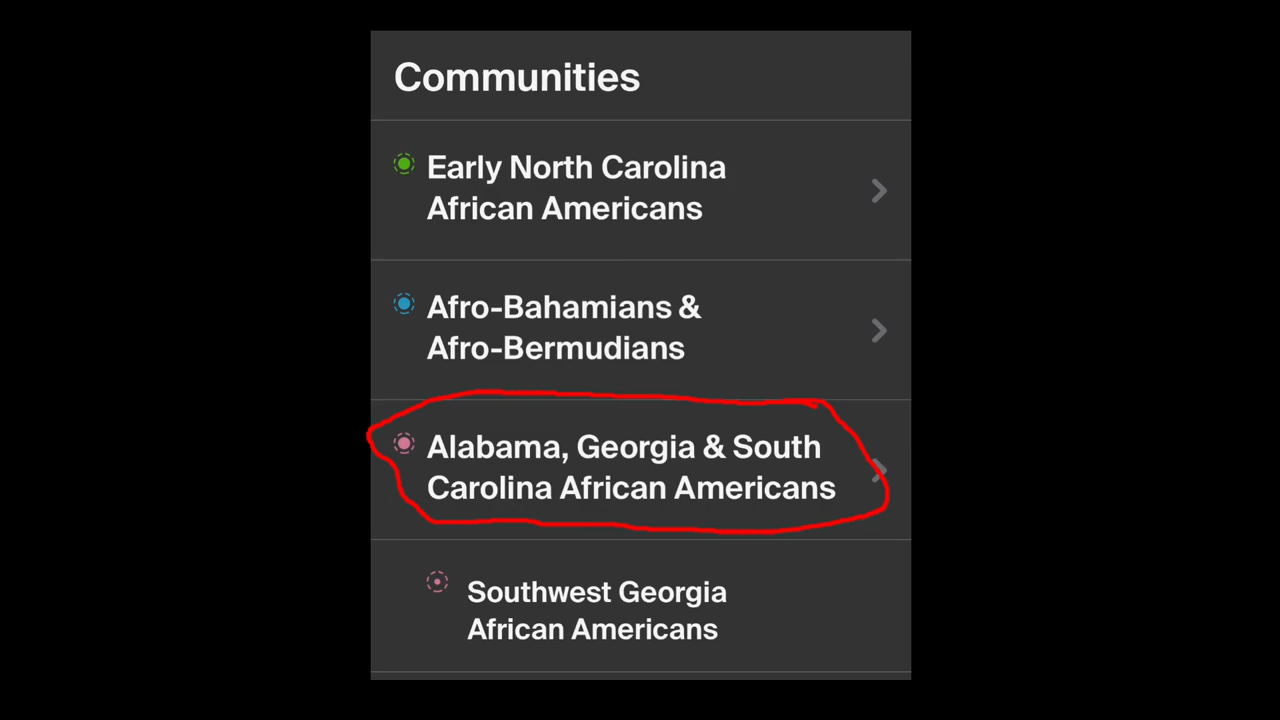 Communities
Early North Carolina
African Americans
Afro-Bahamians &
Afro-Bermudians
Alabama, Georgia & South
Carolina African Americans
Southwest Georgia
African Americans